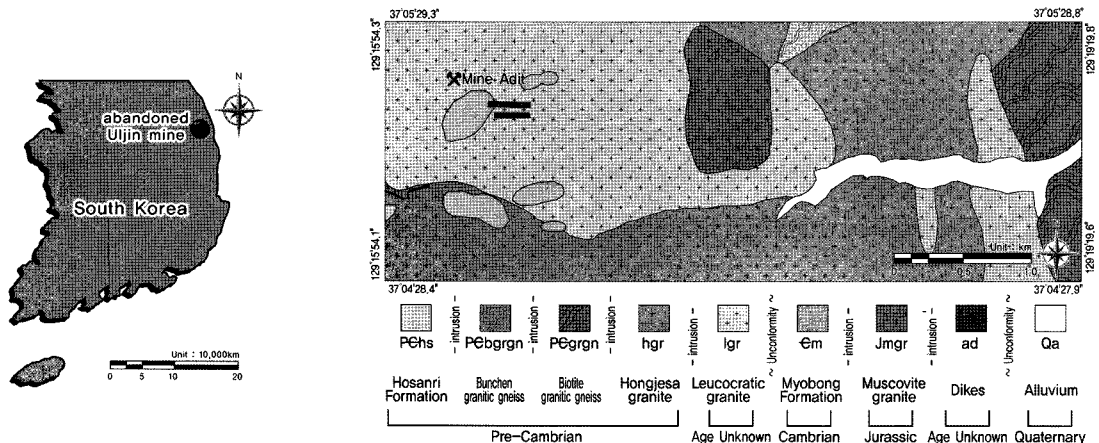 N
abandoned
Uljin mine
South Korea
Unit : 10,000km
0 5 10 15 20
37°05'29,3"
37°05'28,8"
129°15'54.3"
129°19'19.8"
Mine-Adit
129°15'54.1"
129°19'19.6"
Unit: km
0 0.5 1.0
37°04'28,4"
37°04'27,9"
PЄhs
intrusion
PЄbgrgn
intrusion
PЄgrgn
hgr
intrusion
lgr
Unconformity
Єm
intrusion
Jmgr
intrusion
ad
Unconformity
Qa
Hosanri Formation
Bunchen granitic gneiss
Biotite granitic gneiss
Hongjesa granite
Leucocratic granite
Myobong Formation
Muscovite granite
Dikes
Alluvium
Pre-Cambrian
Age Unknown
Cambrian
Jurassic
Age Unknown
Quaternary